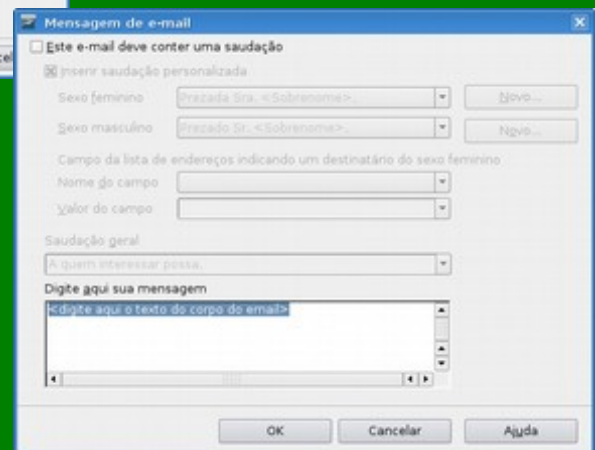 Mensagem de e-mail
cel
Este e-mail deve conter uma saudação
Inserir saudação personalizada
Sexo feminino Prezada Sra. <Sobrenome>, Novo...
Sexo masculino Prezado Sr. <Sobrenome>, Novo...
Campo da lista de endereços indicando um destinatário do sexo feminino
Nome do campo
Valor do campo
Saudação geral
A quem interessar possa,
Digite aqui sua mensagem
<digite aqui o texto do corpo do email>
OK Cancelar Ajuda